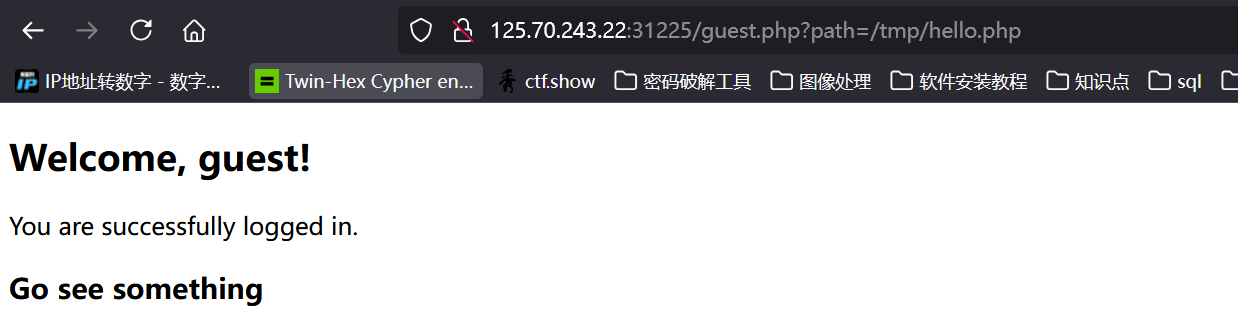 125.70.243.22:31225/guest.php?path=/tmp/hello.php
IP地址转数字 - 数字... Twin-Hex Cypher en... ctf.show 密码破解工具 图像处理 软件安装教程 知识点 sql
Welcome, guest!
You are successfully logged in.
Go see something